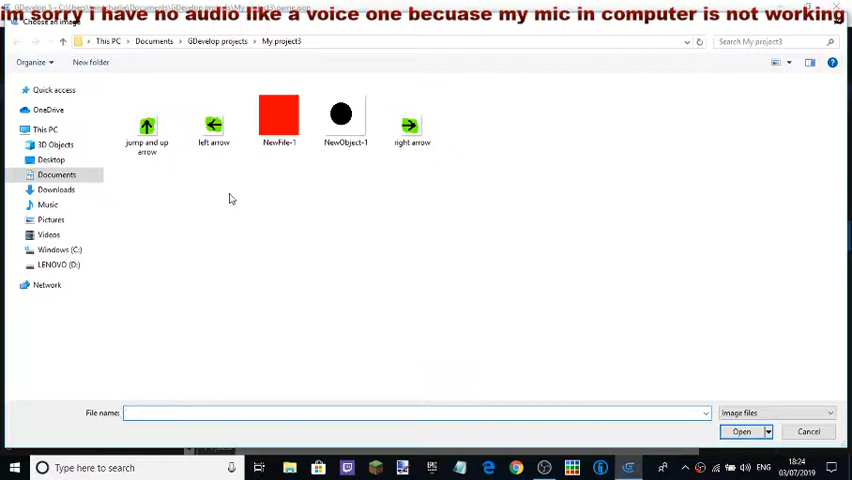 im sorry i have no audio like a voice one becuase my mic in computer is not working
Choose an image
This PC > Documents > GDevelop projects > My project3
Search My project3
Organize
New folder
Quick access
OneDrive
This PC
3D Objects
Desktop
Documents
Downloads
Music
Pictures
Videos
Windows (C:)
LENOVO (D:)
Network
jump and up
arrow
left arrow
NewFile-1
NewObject-1
right arrow
File name:
Image files
Open
Cancel
Type here to search
ENG
18:24
03/07/2019